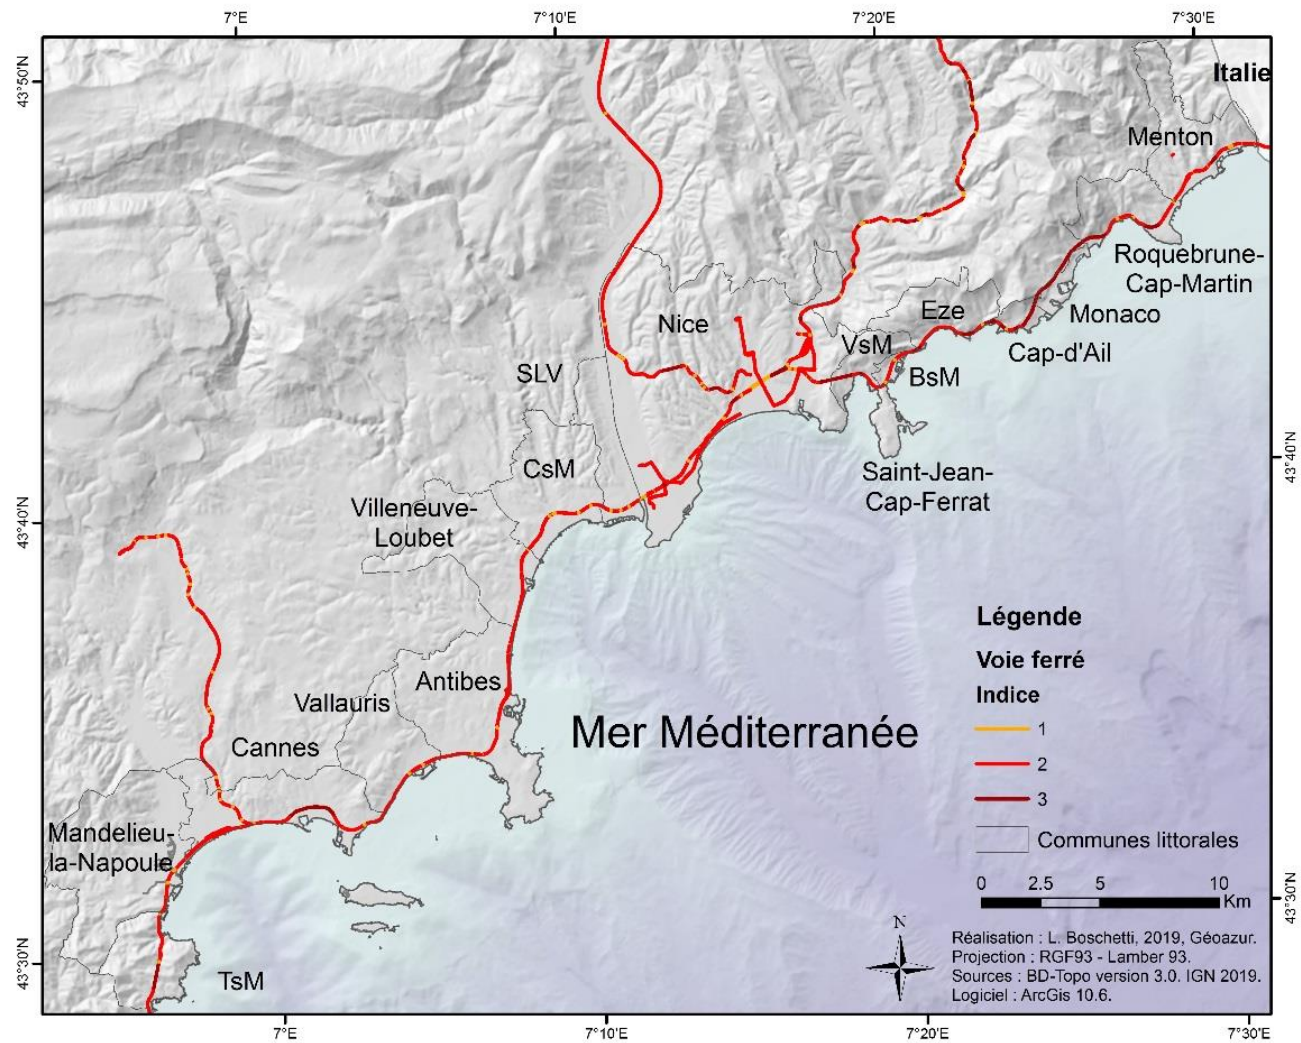 7°E 7°10'E 7°20'E 7°30'E
43°50'N
Italie
Menton
Roquebrune-
Cap-Martin
Monaco
Eze
Nice
VsM
Cap-d'Ail
BsM
SLV
43°40'N
CsM
Saint-Jean-
Cap-Ferrat
Villeneuve-
Loubet
43°40'N
Antibes
Vallauris
Cannes
Mer Méditerranée
Mandelieu-
la-Napoule
TsM
43°30'N
Légende
Voie ferré
Indice
1
2
3
Communes littorales
0 2.5 5 10
Km
43°30'N
N
Réalisation : L. Boschetti, 2019, Géoazur.
Projection : RGF93 - Lamber 93.
Sources : BD-Topo version 3.0. IGN 2019.
Logiciel : ArcGis 10.6.
7°E 7°10'E 7°20'E 7°30'E